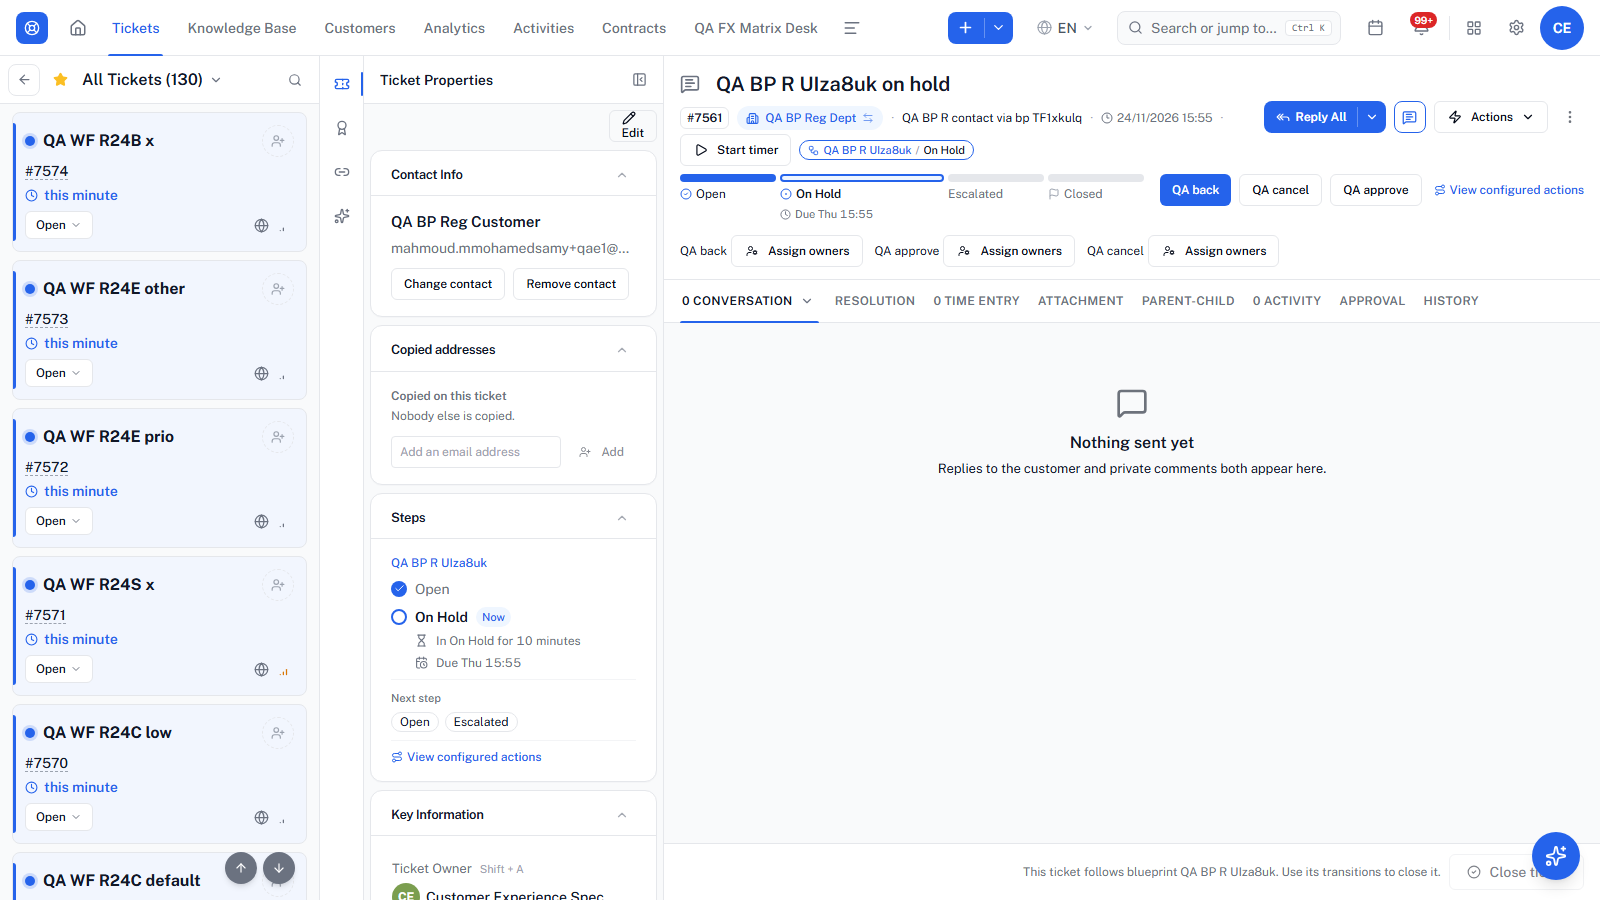 Tickets
Knowledge Base
Customers
Analytics
Activities
Contracts
QA FX Matrix Desk
EN
Search or jump to...
Ctrl K
99+
CE
All Tickets (130)
QA WF R24B x
#7574
this minute
Open
QA WF R24E other
#7573
this minute
Open
QA WF R24E prio
#7572
this minute
Open
QA WF R24S x
#7571
this minute
Open
QA WF R24C low
#7570
this minute
Open
QA WF R24C default
Ticket Properties
Edit
Contact Info
QA BP Reg Customer
mahmoud.mmohamedsamy+qae1@...
Change contact
Remove contact
Copied addresses
Copied on this ticket
Nobody else is copied.
Add an email address
Add
Steps
QA BP R UIza8uk
Open
On Hold Now
In On Hold for 10 minutes
Due Thu 15:55
Next step
Open
Escalated
View configured actions
Key Information
Ticket Owner Shift + A
CE Customer Experience Spec
QA BP R UIza8uk on hold
#7561
QA BP Reg Dept
· QA BP R contact via bp TF1xkulq
· 24/11/2026 15:55 ·
Reply All
Actions
Start timer
QA BP R UIza8uk / On Hold
Open
On Hold
Due Thu 15:55
Escalated
Closed
QA back
QA cancel
QA approve
View configured actions
QA back Assign owners
QA approve Assign owners
QA cancel Assign owners
0 CONVERSATION
RESOLUTION
0 TIME ENTRY
ATTACHMENT
PARENT-CHILD
0 ACTIVITY
APPROVAL
HISTORY
Nothing sent yet
Replies to the customer and private comments both appear here.
This ticket follows blueprint QA BP R UIza8uk. Use its transitions to close it.
Close